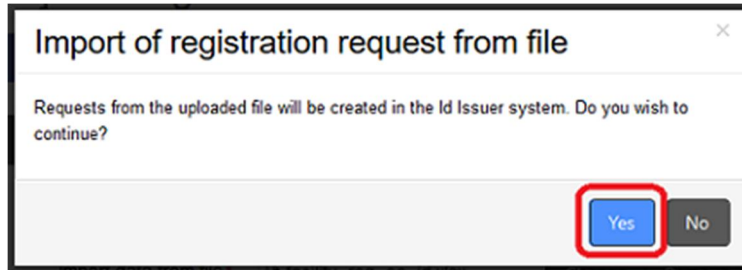 Import of registration request from file
×
Requests from the uploaded file will be created in the Id Issuer system. Do you wish to
continue?
Yes No